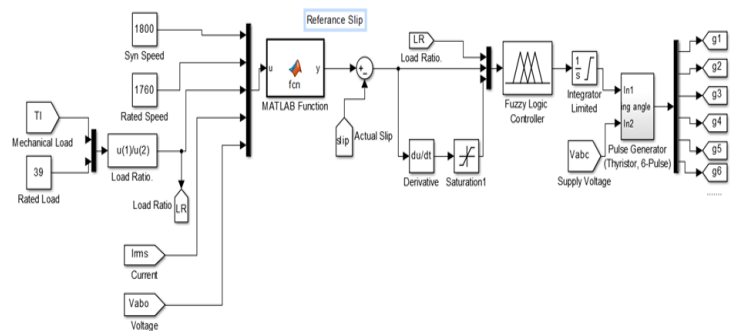 Referance Slip
1800
Syn Speed
1760
Rated Speed
Tl
Mechanical Load
39
Rated Load
u(1)/u(2)
Load Ratio.
Load Ratio
LR
Irms
Current
Vabo
Voltage
u
y
fcn
MATLAB Function
slip
Actual Slip
LR
Load Ratio.
du/dt
Derivative
Saturation1
Fuzzy Logic
Controller
1
s
Integrator
Limited
Vabc
Supply Voltage
In1
ng angle
In2
Pulse Generator
(Thyristor, 6-Pulse)
g1
g2
g3
g4
g5
g6
.......